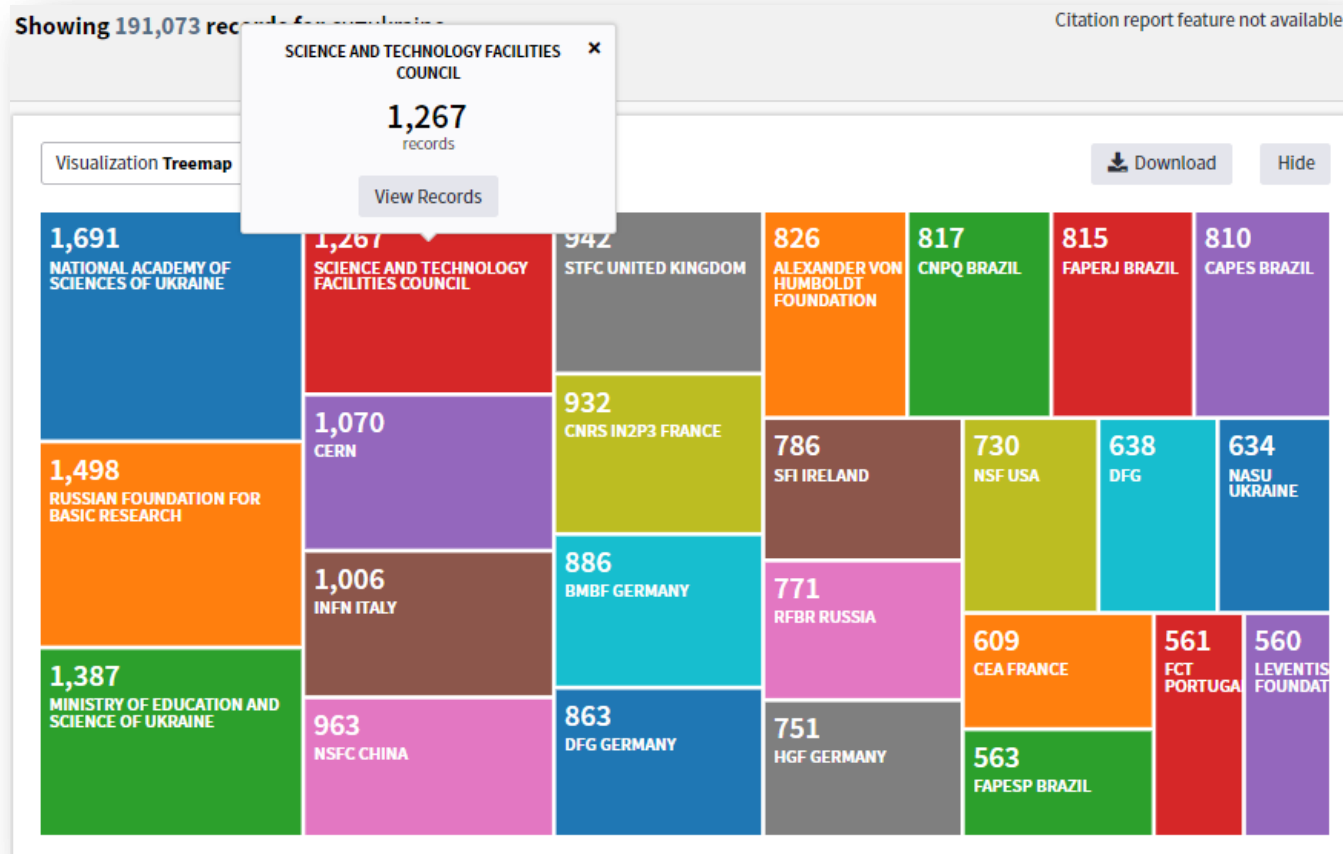 Showing 191,073 records for
Citation report feature not available
SCIENCE AND TECHNOLOGY FACILITIES
COUNCIL
1,267
records
View Records
Visualization Treemap
Download
Hide
1,691
NATIONAL ACADEMY OF
SCIENCES OF UKRAINE
1,498
RUSSIAN FOUNDATION FOR
BASIC RESEARCH
1,387
MINISTRY OF EDUCATION AND
SCIENCE OF UKRAINE
1,267
SCIENCE AND TECHNOLOGY
FACILITIES COUNCIL
1,070
CERN
1,006
INFN ITALY
963
NSFC CHINA
942
STFC UNITED KINGDOM
932
CNRS IN2P3 FRANCE
886
BMBF GERMANY
863
DFG GERMANY
826
ALEXANDER VON
HUMBOLDT
FOUNDATION
817
CNPQ BRAZIL
815
FAPERJ BRAZIL
810
CAPES BRAZIL
786
SFI IRELAND
771
RFBR RUSSIA
751
HGF GERMANY
730
NSF USA
638
DFG
634
NASU
UKRAINE
609
CEA FRANCE
563
FAPESP BRAZIL
561
FCT
PORTUGA
560
LEVENTIS
FOUNDAT